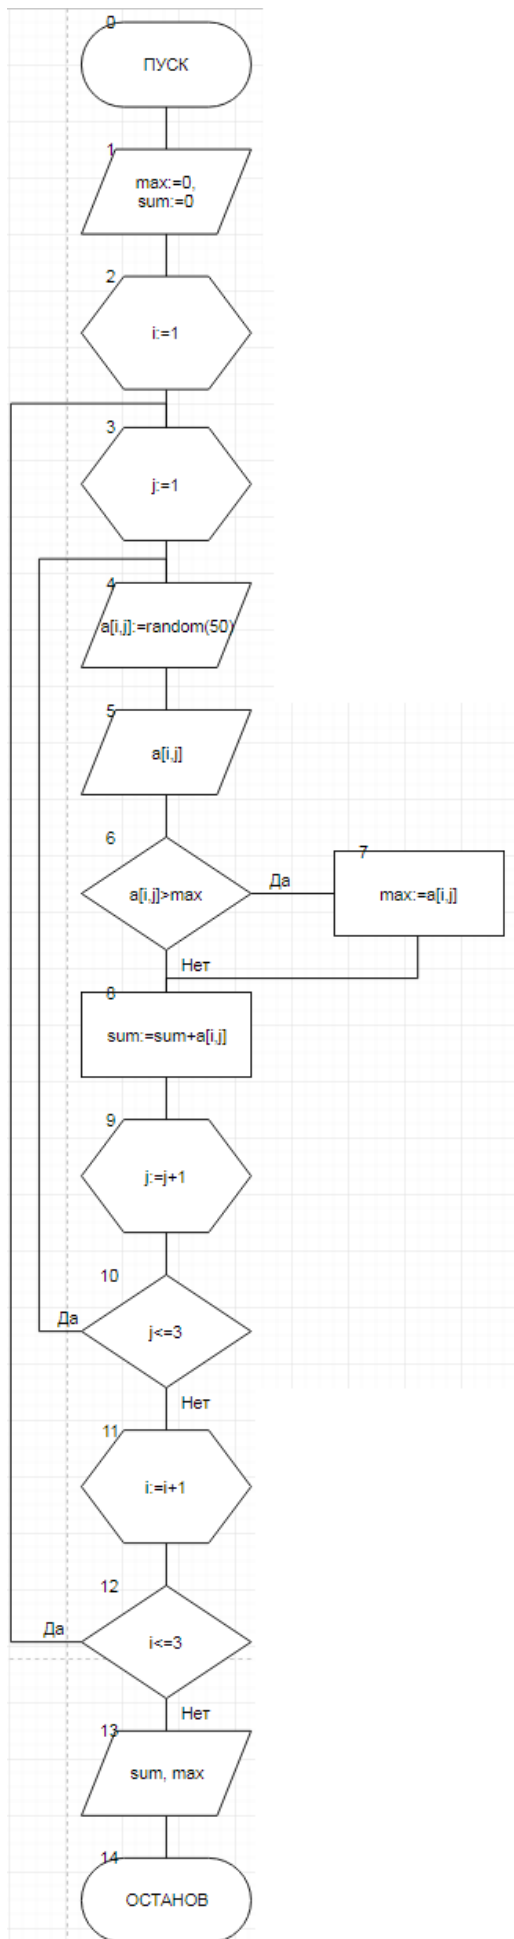 0
ПУСК
1
max:=0,
sum:=0
2
i:=1
3
j:=1
4
a[i,j]:=random(50)
5
a[i,j]
6
a[i,j]>max
Да
7
max:=a[i,j]
Нет
8
sum:=sum+a[i,j]
9
j:=j+1
10
j<=3
Да
Нет
11
i:=i+1
12
i<=3
Да
Нет
13
sum, max
14
ОСТАНОВ